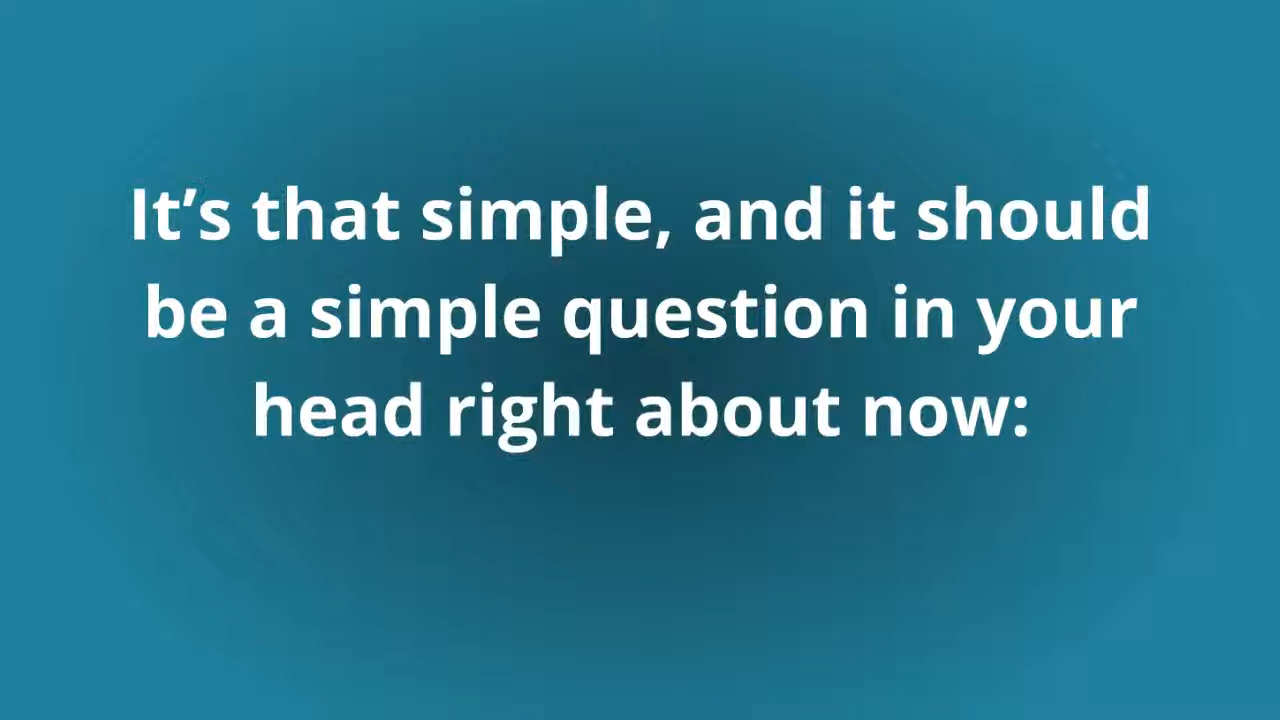 It’s that simple, and it should
be a simple question in your
head right about now: